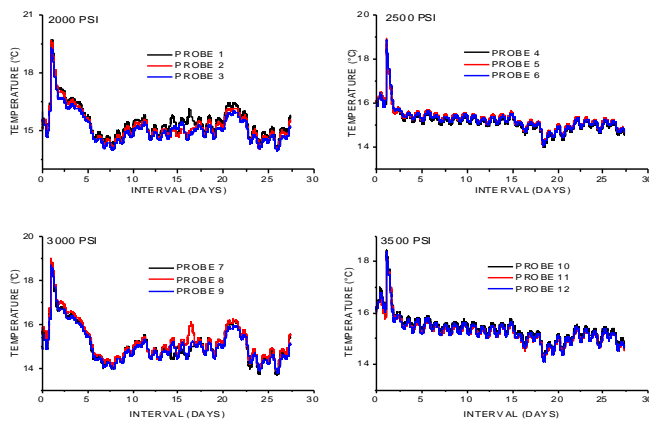 2000 PSI
21
18
15
TEMPERATURE (°C)
PROBE 1
PROBE 2
PROBE 3
0 5 10 15 20 25 30
INTERVAL (DAYS)
2500 PSI
20
18
16
14
13
TEMPERATURE (°C)
PROBE 4
PROBE 5
PROBE 6
0 5 10 15 20 25 30
INTERVAL (DAYS)
3000 PSI
20
18
16
14
TEMPERATURE (°C)
PROBE 7
PROBE 8
PROBE 9
0 5 10 15 20 25 30
INTERVAL (DAYS)
3500 PSI
18
16
14
TEMPERATURE (°C)
PROBE 10
PROBE 11
PROBE 12
0 5 10 15 20 25 30
INTERVAL (DAYS)